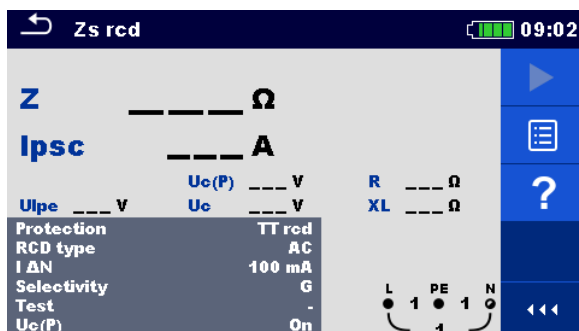 Zs rcd 09:02
Z ___ Ω
Ipsc ___ A
Uc(P) ___ V R ___ Ω
Ulpe ___ V Uc ___ V XL ___ Ω
Protection TT rcd
RCD type AC
I ΔN 100 mA
Selectivity G
Test -
Uc(P) On
L PE N
1 1
1
?